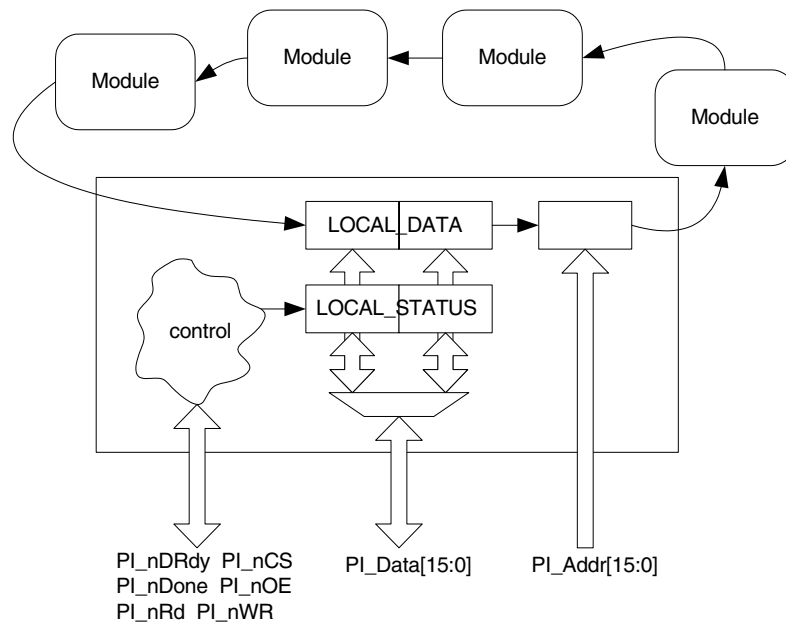 Module
Module
Module
Module
LOCAL_DATA
LOCAL_STATUS
control
PI_nDRdy PI_nCS
PI_nDone PI_nOE
PI_nRd PI_nWR
PI_Data[15:0]
PI_Addr[15:0]